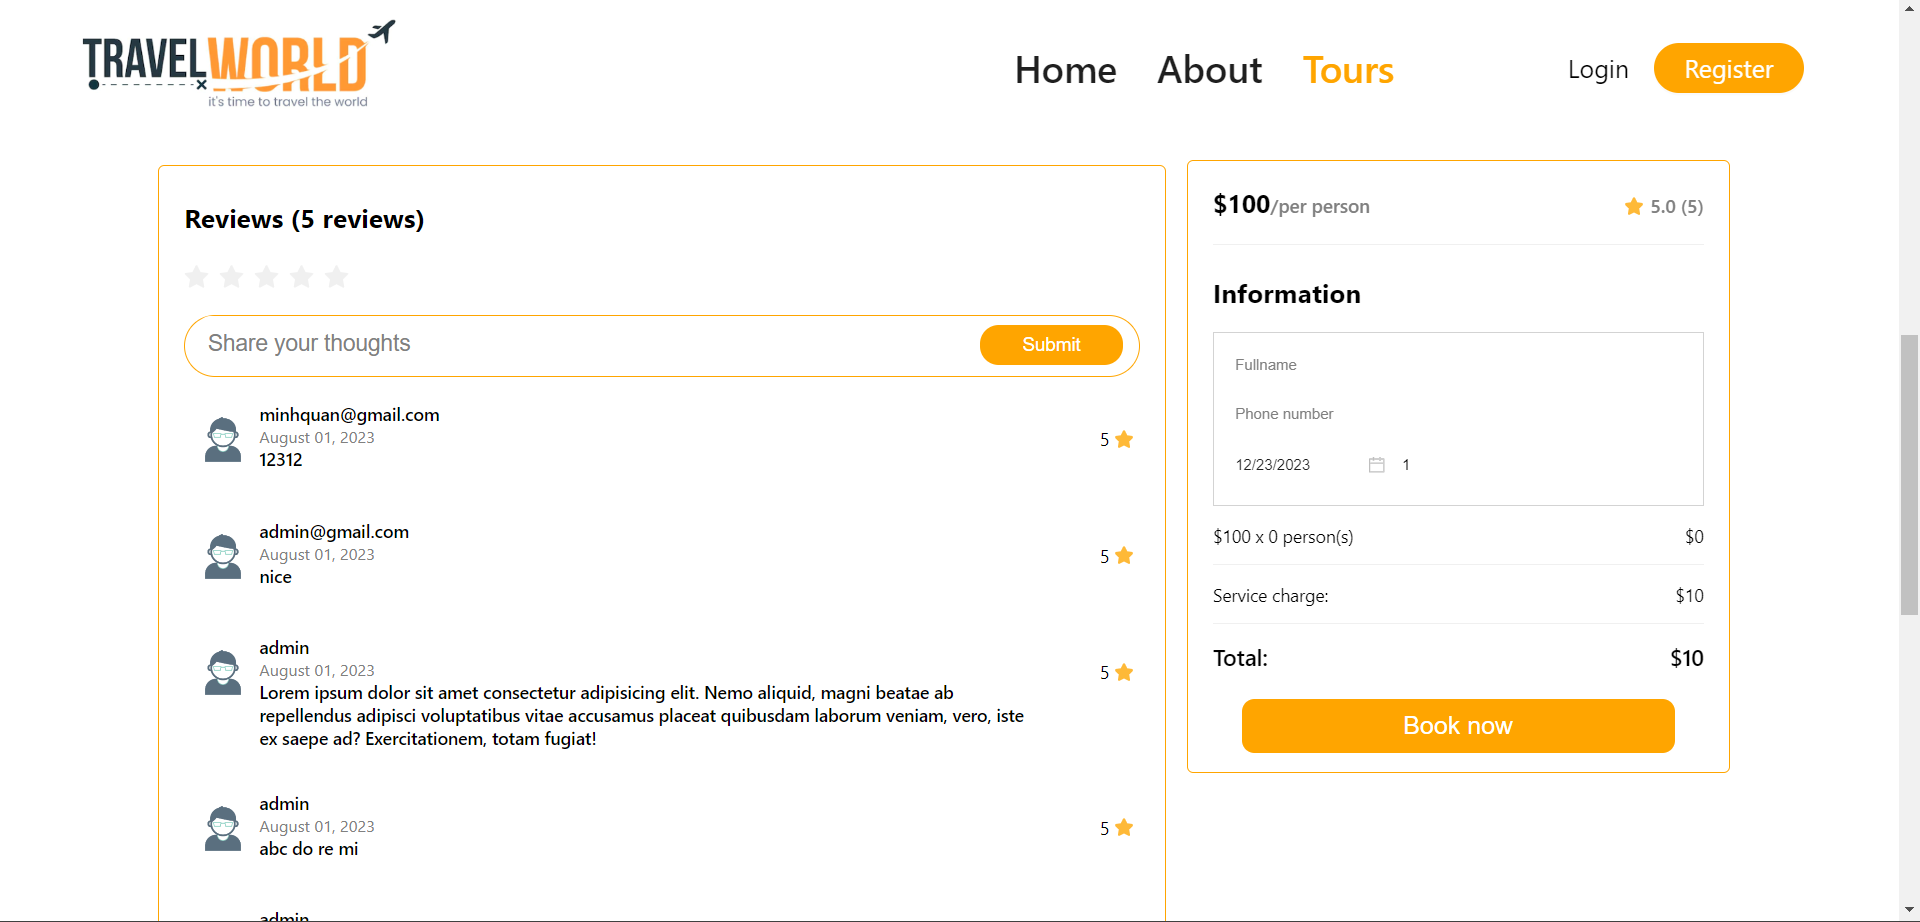 TRAVELWORLD
it's time to travel the world
Home
About
Tours
Login
Register
Reviews (5 reviews)
Share your thoughts
Submit
minhquan@gmail.com
August 01, 2023
12312
5
admin@gmail.com
August 01, 2023
nice
5
admin
August 01, 2023
Lorem ipsum dolor sit amet consectetur adipisicing elit. Nemo aliquid, magni beatae ab
repellendus adipisci voluptatibus vitae accusamus placeat quibusdam laborum veniam, vero, iste
ex saepe ad? Exercitationem, totam fugiat!
5
admin
August 01, 2023
abc do re mi
5
admin
$100/per person
5.0 (5)
Information
Fullname
Phone number
12/23/2023
1
$100 x 0 person(s)
$0
Service charge:
$10
Total:
$10
Book now